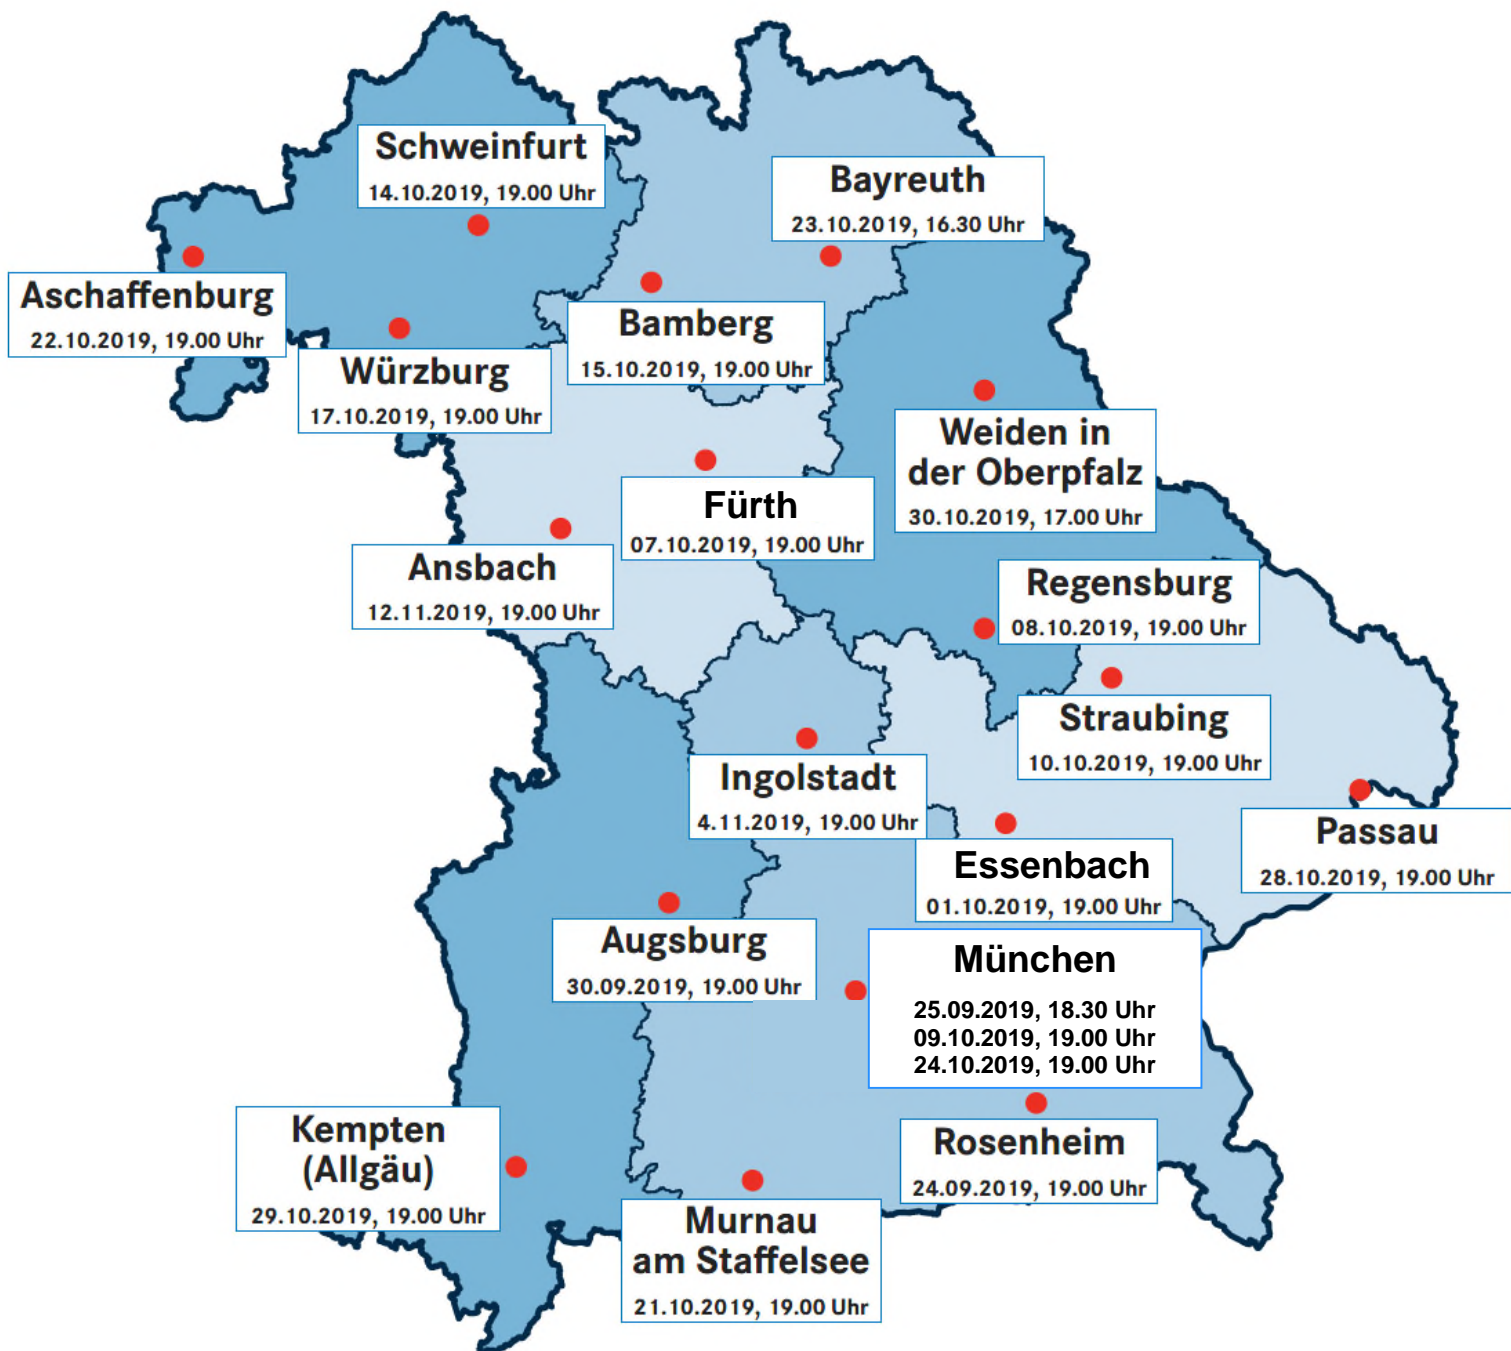 Schweinfurt
14.10.2019, 19.00 Uhr
Bayreuth
23.10.2019, 16.30 Uhr
Aschaffenburg
22.10.2019, 19.00 Uhr
Bamberg
15.10.2019, 19.00 Uhr
Würzburg
17.10.2019, 19.00 Uhr
Weiden in
der Oberpfalz
30.10.2019, 17.00 Uhr
Fürth
07.10.2019, 19.00 Uhr
Ansbach
12.11.2019, 19.00 Uhr
Regensburg
08.10.2019, 19.00 Uhr
Straubing
10.10.2019, 19.00 Uhr
Ingolstadt
4.11.2019, 19.00 Uhr
Passau
28.10.2019, 19.00 Uhr
Essenbach
01.10.2019, 19.00 Uhr
Augsburg
30.09.2019, 19.00 Uhr
München
25.09.2019, 18.30 Uhr
09.10.2019, 19.00 Uhr
24.10.2019, 19.00 Uhr
Kempten
(Allgäu)
29.10.2019, 19.00 Uhr
Rosenheim
24.09.2019, 19.00 Uhr
Murnau
am Staffelsee
21.10.2019, 19.00 Uhr